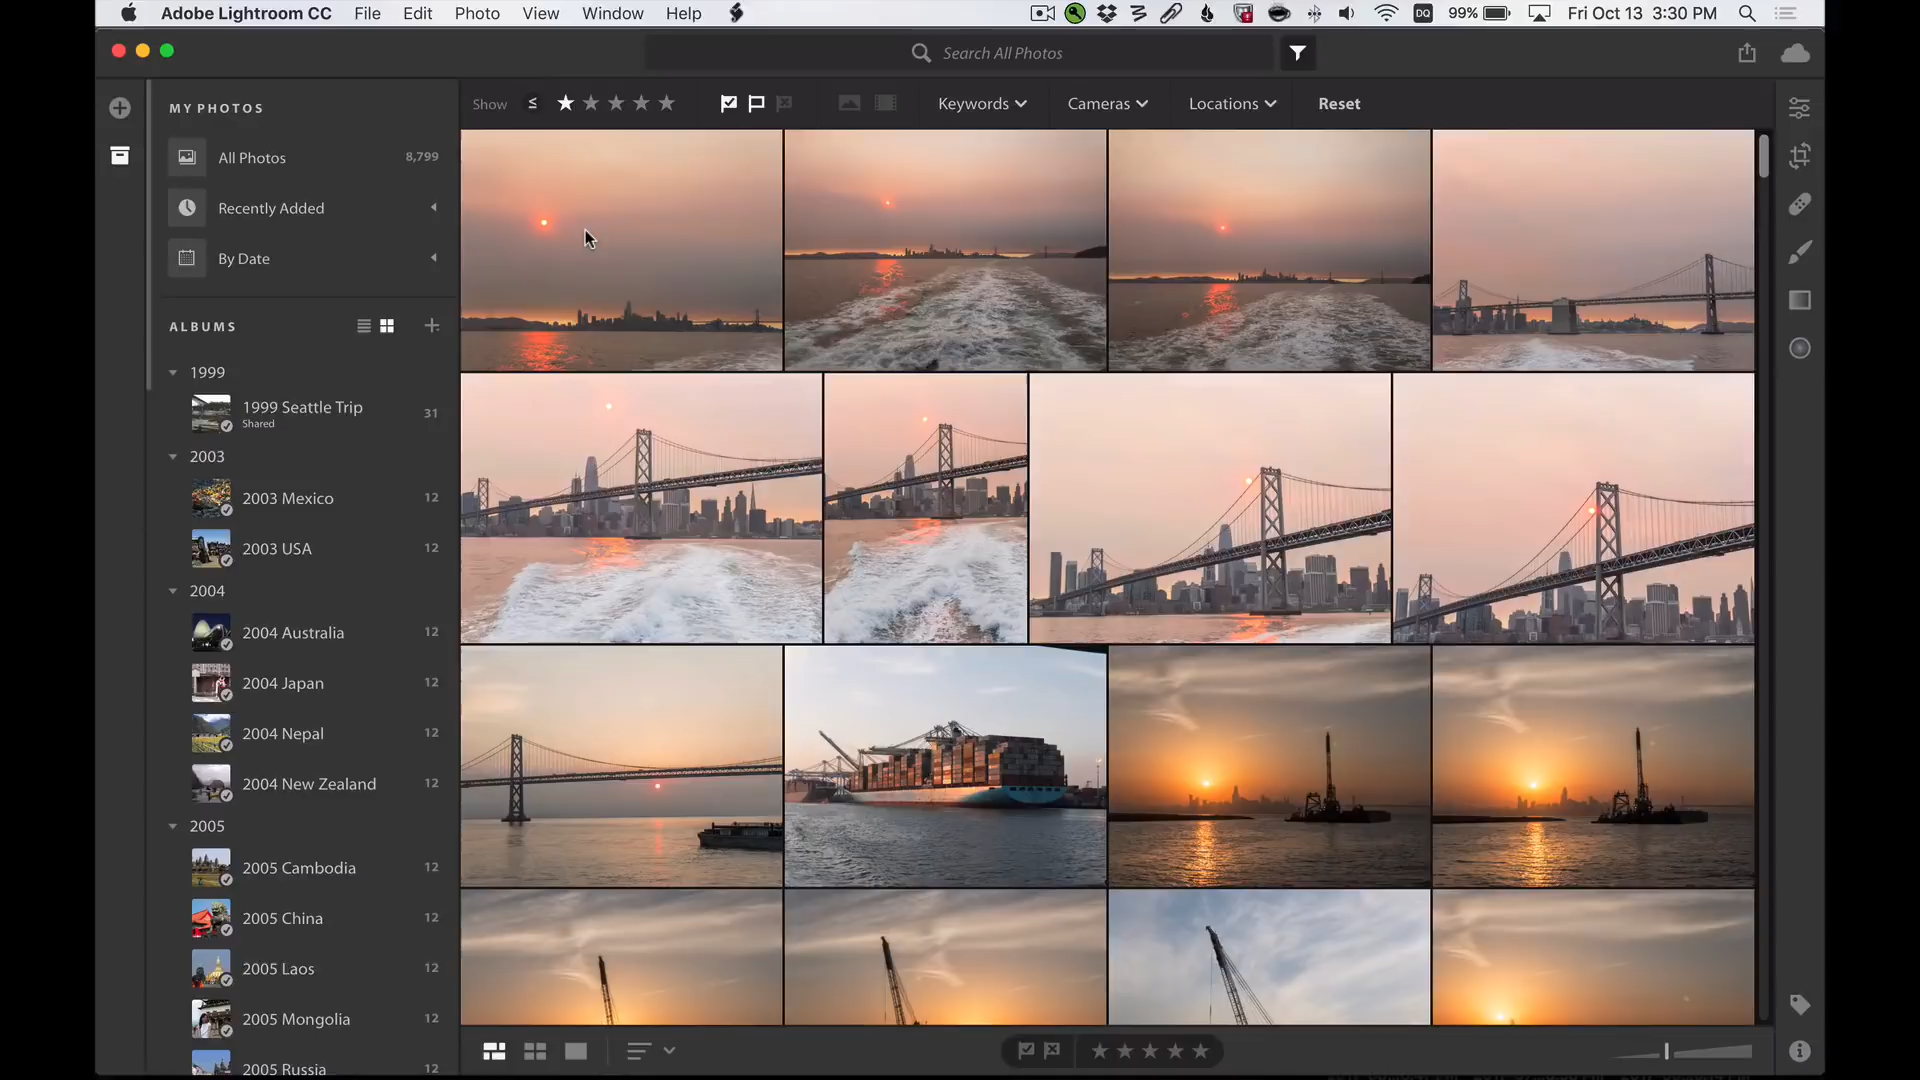 Adobe Lightroom CC File Edit Photo View Window Help DQ 99% Fri Oct 13 3:30 PM
Search All Photos
MY PHOTOS
Show ≤ Keywords Cameras Locations Reset
All Photos 8,799
Recently Added
By Date
ALBUMS
1999
1999 Seattle Trip 31
Shared
2003
2003 Mexico 12
2003 USA 12
2004
2004 Australia 12
2004 Japan 12
2004 Nepal 12
2004 New Zealand 12
2005
2005 Cambodia 12
2005 China 12
2005 Laos 12
2005 Mongolia 12
2005 Russia 12